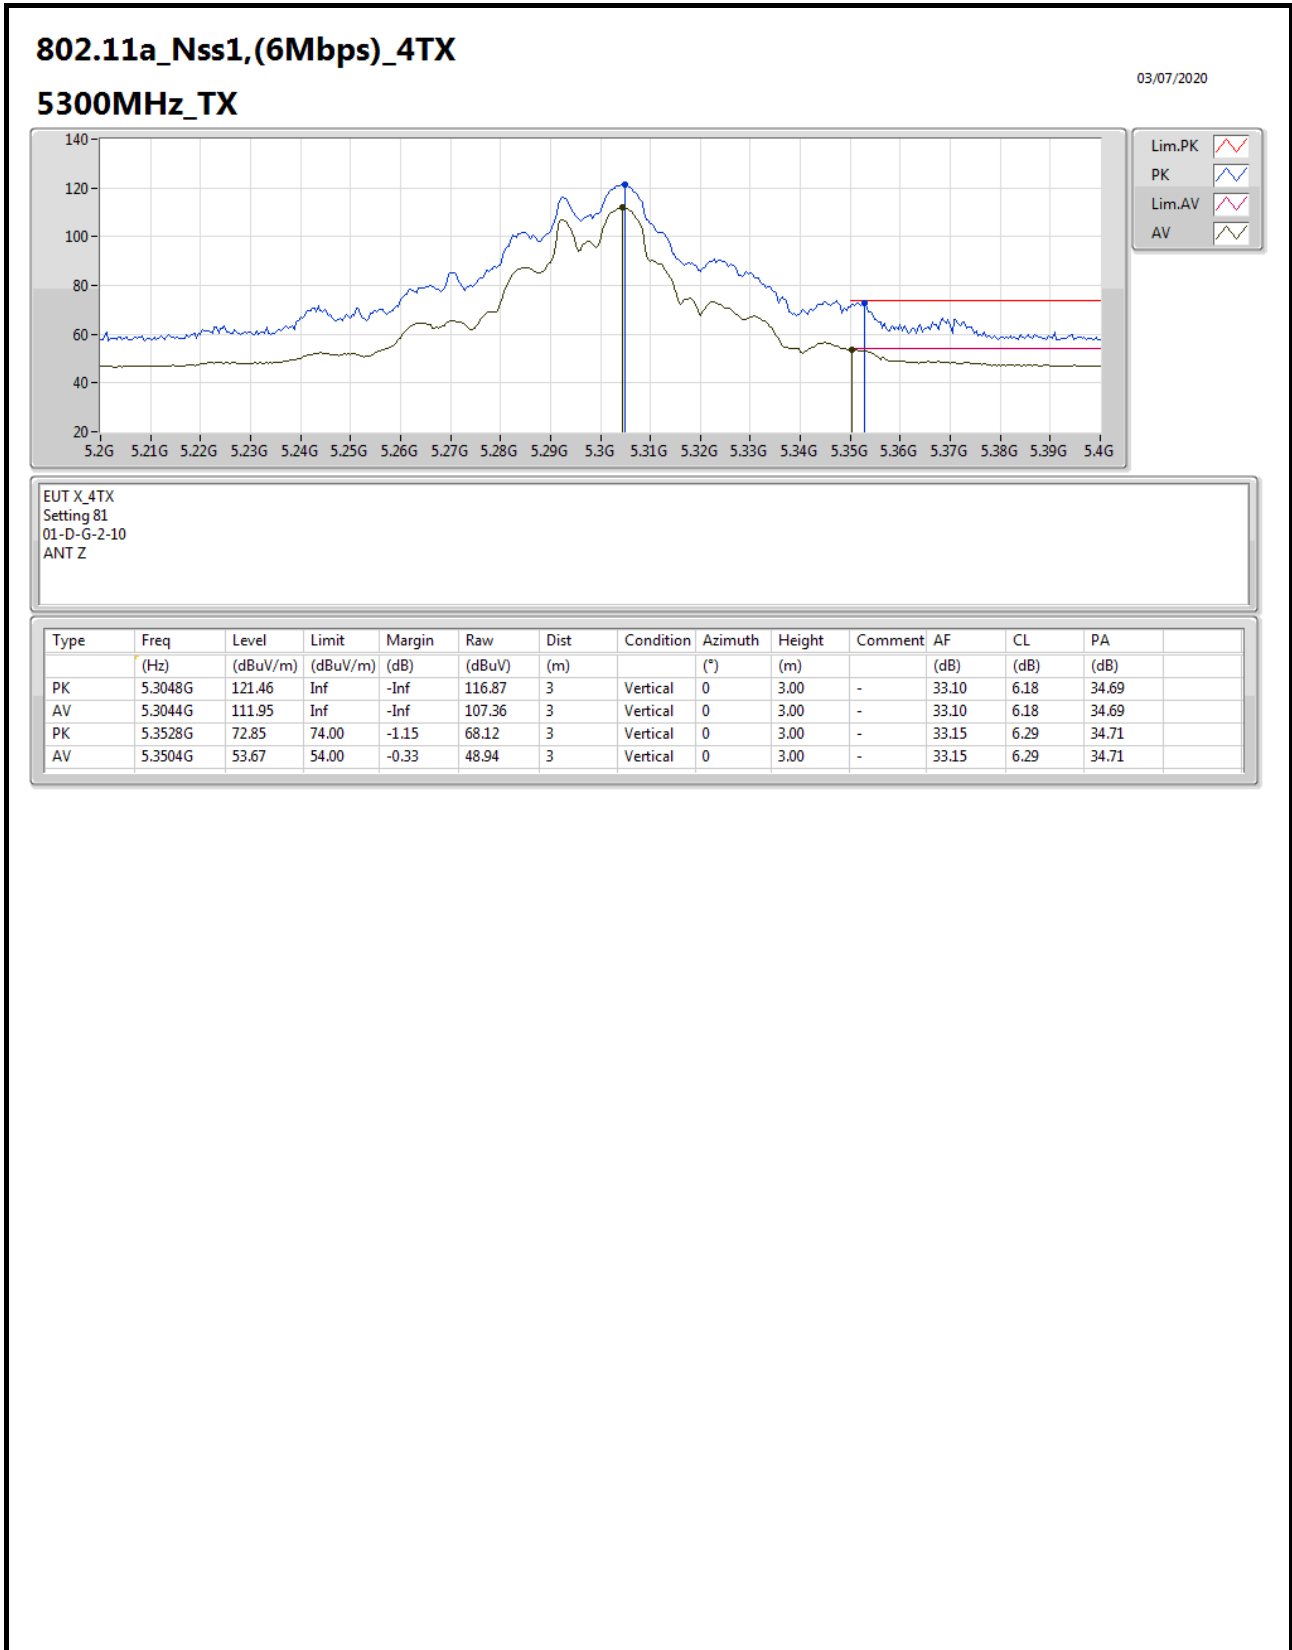 802.11a_Nss1,(6Mbps)_4TX
03/07/2020
5300MHz_TX
140
120
100
80
60
40
20
5.2G 5.21G 5.22G 5.23G 5.24G 5.25G 5.26G 5.27G 5.28G 5.29G 5.3G 5.31G 5.32G 5.33G 5.34G 5.35G 5.36G 5.37G 5.38G 5.39G 5.4G
Lim.PK
PK
Lim.AV
AV
EUT X_4TX
Setting 81
01-D-G-2-10
ANT Z
Type Freq Level Limit Margin Raw Dist Condition Azimuth Height Comment AF CL PA
(Hz) (dBuV/m) (dBuV/m) (dB) (dBuV) (m) (°) (m) (dB) (dB) (dB)
PK 5.3048G 121.46 Inf -Inf 116.87 3 Vertical 0 3.00 - 33.10 6.18 34.69
AV 5.3044G 111.95 Inf -Inf 107.36 3 Vertical 0 3.00 - 33.10 6.18 34.69
PK 5.3528G 72.85 74.00 -1.15 68.12 3 Vertical 0 3.00 - 33.15 6.29 34.71
AV 5.3504G 53.67 54.00 -0.33 48.94 3 Vertical 0 3.00 - 33.15 6.29 34.71